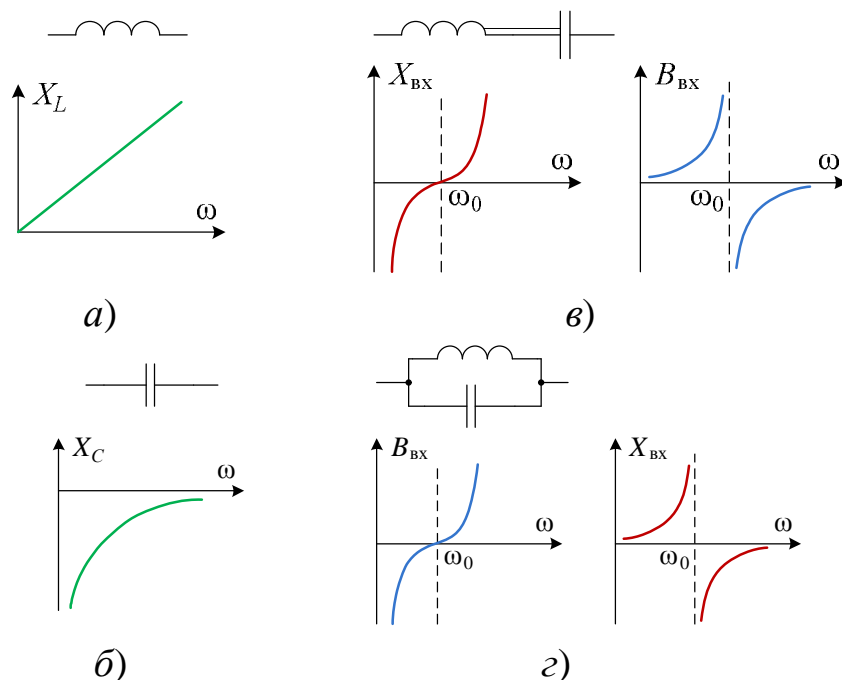 X_L
ω
а)
X_вх
ω
ω_0
B_вх
ω
ω_0
в)
X_C
ω
б)
B_вх
ω
ω_0
X_вх
ω
ω_0
г)